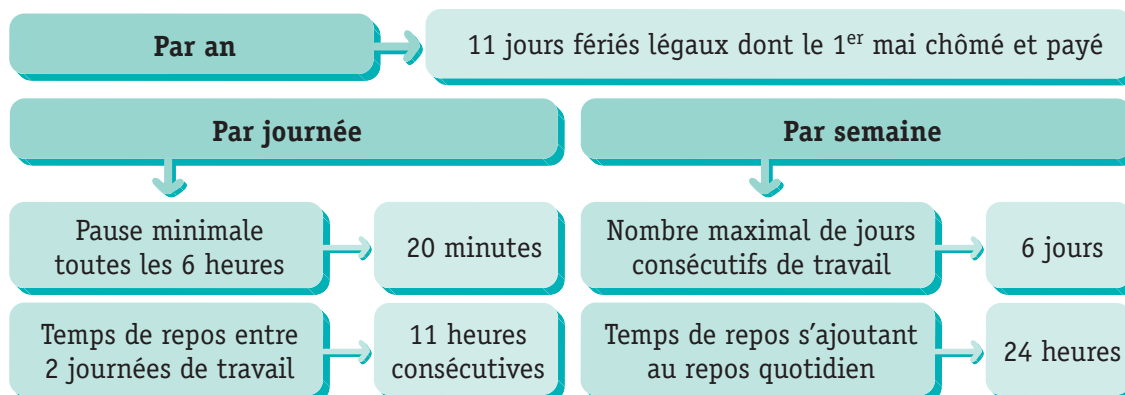 Par an
11 jours fériés légaux dont le 1er mai chômé et payé
Par journée
Pause minimale
toutes les 6 heures
20 minutes
Temps de repos entre
2 journées de travail
11 heures
consécutives
Par semaine
Nombre maximal de jours
consécutifs de travail
6 jours
Temps de repos s'ajoutant
au repos quotidien
24 heures